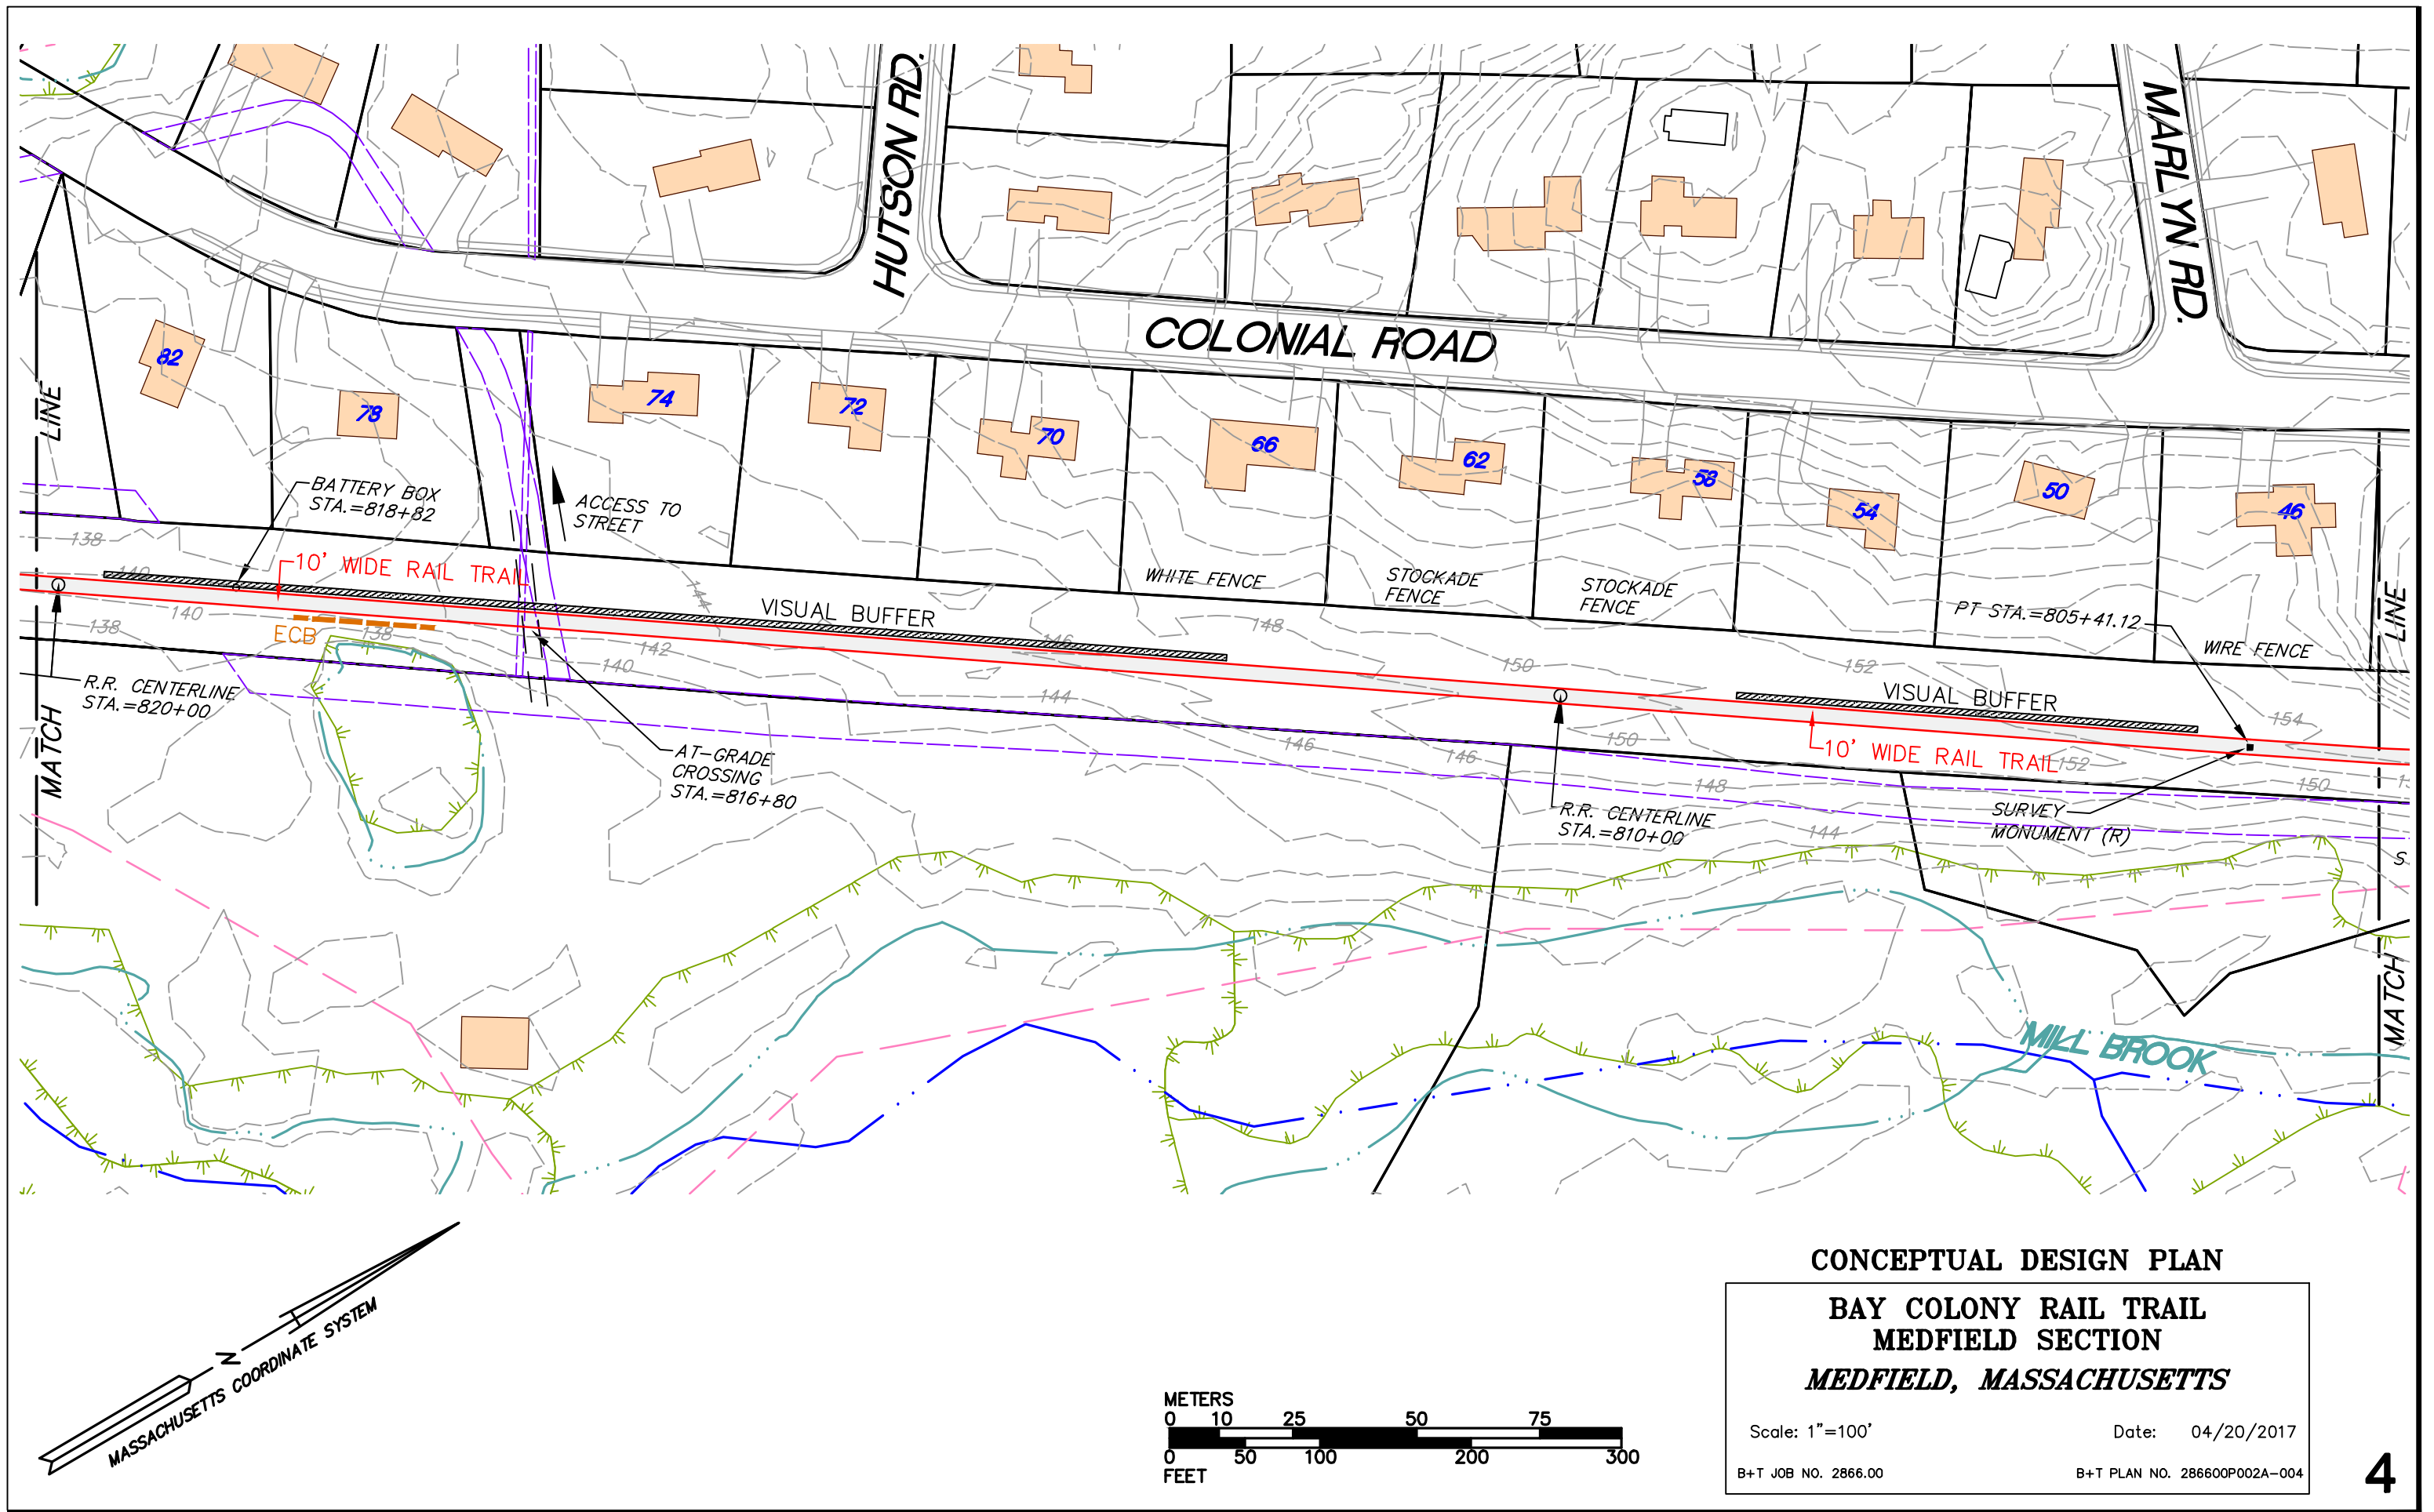 HUTSON RD.
MARLYN RD.
COLONIAL ROAD
82
78
74
72
70
66
62
58
54
50
46
MATCH LINE
BATTERY BOX
STA.=818+82
ACCESS TO
STREET
138
140
10' WIDE RAIL TRAIL
144
VISUAL BUFFER
146
WHITE FENCE
148
STOCKADE
FENCE
STOCKADE
FENCE
PT STA.=805+41.12
WIRE FENCE
MATCH LINE
140
138
ECB
138
142
140
144
150
152
VISUAL BUFFER
154
R.R. CENTERLINE
STA.=820+00
146
146
150
10' WIDE RAIL TRAIL
152
150
148
144
AT-GRADE
CROSSING
STA.=816+80
R.R. CENTERLINE
STA.=810+00
SURVEY
MONUMENT (R)
S
MILL BROOK
N
MASSACHUSETTS COORDINATE SYSTEM
METERS
0 10 25 50 75
0 50 100 200 300
FEET
CONCEPTUAL DESIGN PLAN
BAY COLONY RAIL TRAIL
MEDFIELD SECTION
MEDFIELD, MASSACHUSETTS
Scale: 1"=100' Date: 04/20/2017
B+T JOB NO. 2866.00 B+T PLAN NO. 286600P002A-004
4